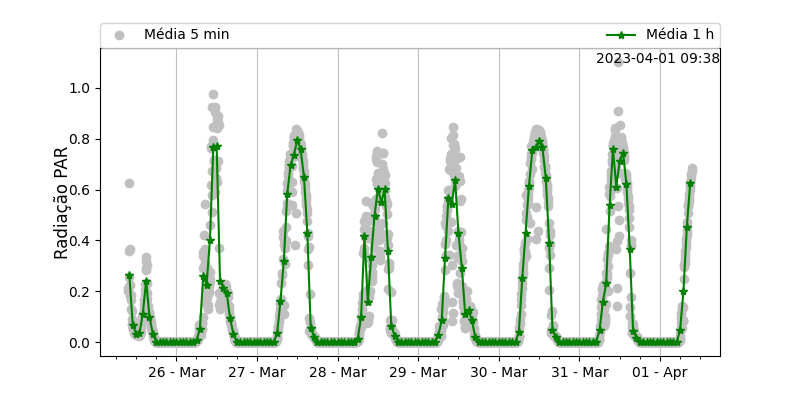 Média 5 min
Média 1 h
2023-04-01 09:38
Radiação PAR
1.0
0.8
0.6
0.4
0.2
0.0
26 - Mar
27 - Mar
28 - Mar
29 - Mar
30 - Mar
31 - Mar
01 - Apr